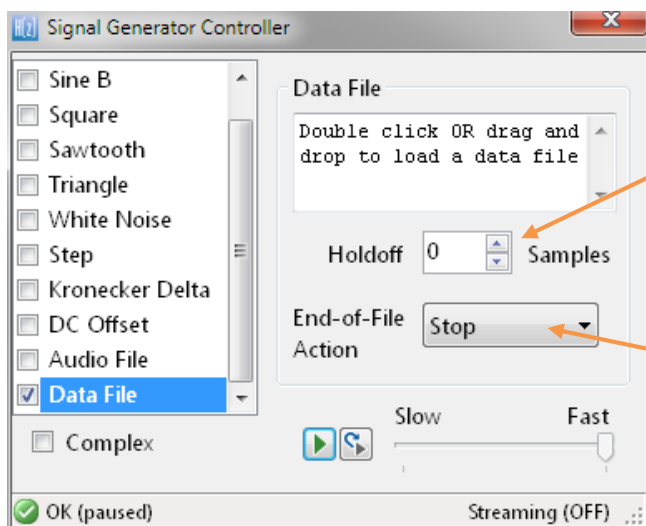 H(z) Signal Generator Controller
Sine B
Square
Sawtooth
Triangle
White Noise
Step
Kronecker Delta
DC Offset
Audio File
Data File
Complex
Data File
Double click OR drag and
drop to load a data file
Holdoff 0 Samples
End-of-File
Action
Stop
Slow Fast
OK (paused) Streaming (OFF)